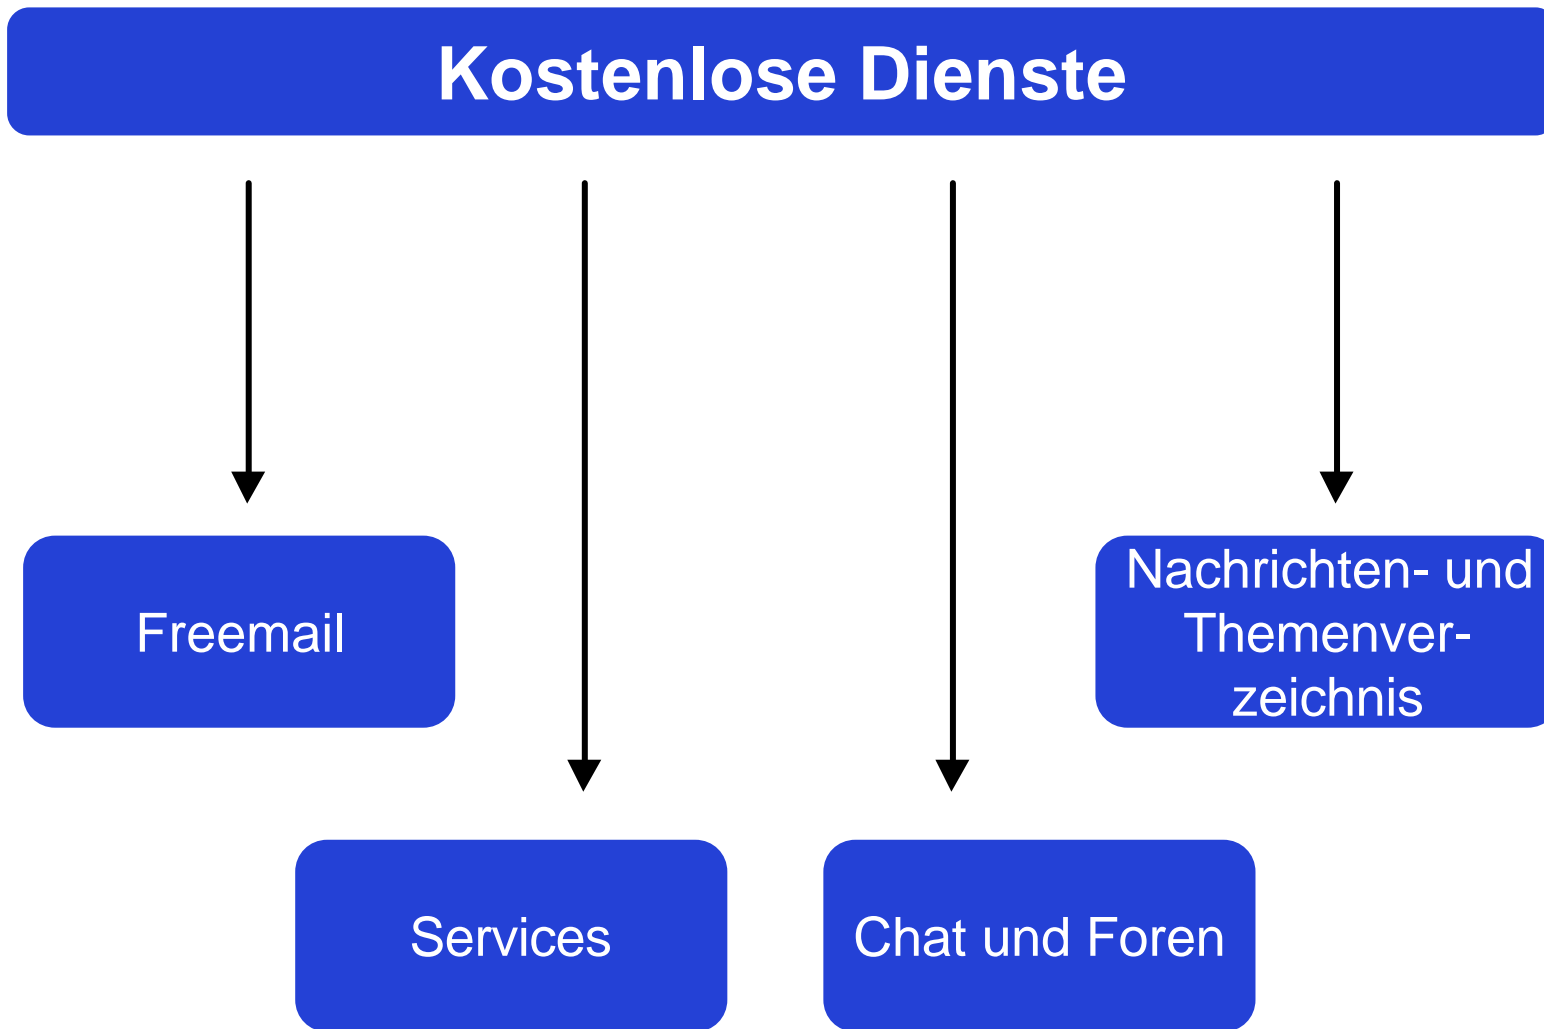 Kostenlose Dienste
Freemail
Nachrichten- und
Themenver-
zeichnis
Services
Chat und Foren